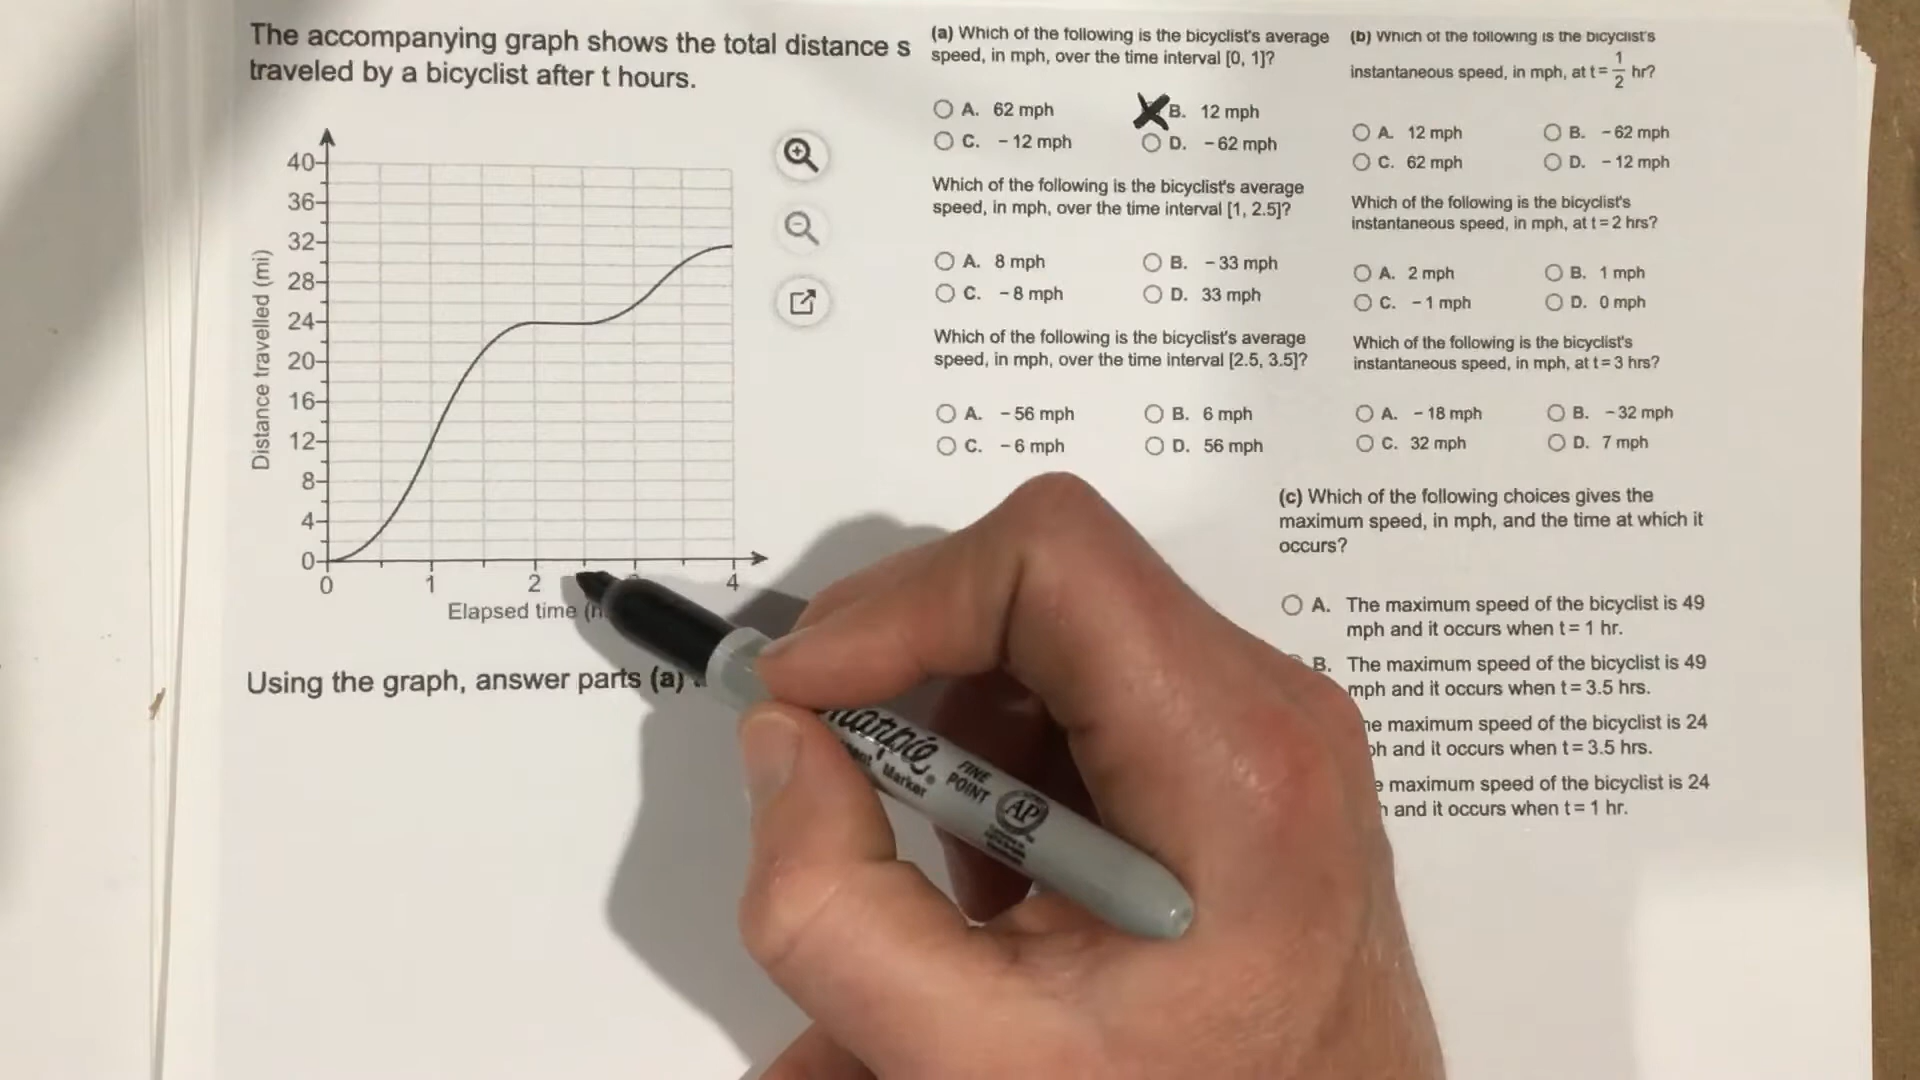 The accompanying graph shows the total distance s
traveled by a bicyclist after t hours.
40
36
32
28
24
20
16
12
8
4
0
Distance travelled (mi)
0 1 2 4
Elapsed time (h
Using the graph, answer parts (a)
(a) Which of the following is the bicyclist's average
speed, in mph, over the time interval [0, 1]?
A. 62 mph B. 12 mph
C. - 12 mph D. - 62 mph
Which of the following is the bicyclist's average
speed, in mph, over the time interval [1, 2.5]?
A. 8 mph B. - 33 mph
C. - 8 mph D. 33 mph
Which of the following is the bicyclist's average
speed, in mph, over the time interval [2.5, 3.5]?
A. - 56 mph B. 6 mph
C. - 6 mph D. 56 mph
(b) Which of the following is the bicyclist's
instantaneous speed, in mph, at t = 1/2 hr?
A. 12 mph B. - 62 mph
C. 62 mph D. - 12 mph
Which of the following is the bicyclist's
instantaneous speed, in mph, at t = 2 hrs?
A. 2 mph B. 1 mph
C. - 1 mph D. 0 mph
Which of the following is the bicyclist's
instantaneous speed, in mph, at t = 3 hrs?
A. - 18 mph B. - 32 mph
C. 32 mph D. 7 mph
(c) Which of the following choices gives the
maximum speed, in mph, and the time at which it
occurs?
A. The maximum speed of the bicyclist is 49
mph and it occurs when t = 1 hr.
B. The maximum speed of the bicyclist is 49
mph and it occurs when t = 3.5 hrs.
maximum speed of the bicyclist is 24
and it occurs when t = 3.5 hrs.
maximum speed of the bicyclist is 24
and it occurs when t = 1 hr.
Marker
FINE
POINT
AP